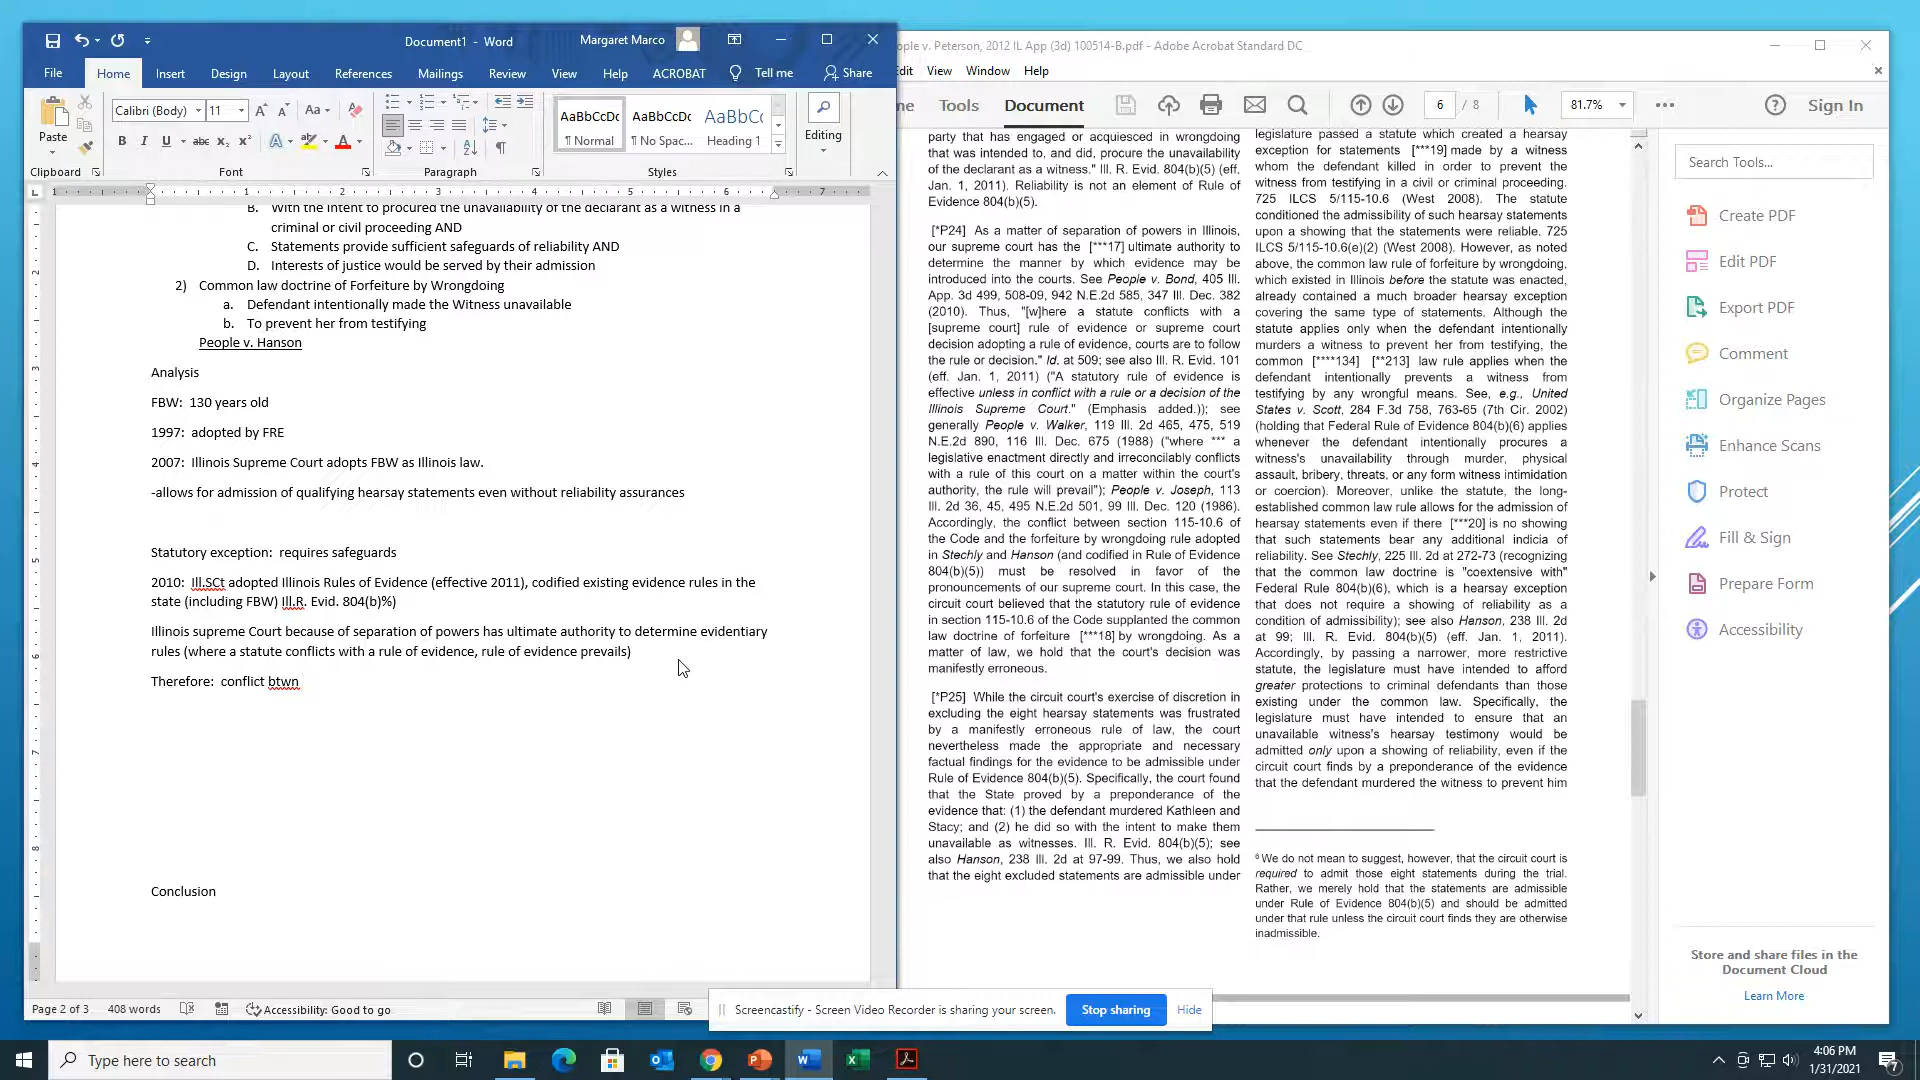 Document1 - Word
Margaret Marco
File Home Insert Design Layout References Mailings Review View Help ACROBAT Tell me Share
Paste
Calibri (Body) 11
Aa
B I U abc X₂ X²
AaBbCcDc AaBbCcDc AaBbCc
¶ Normal ¶ No Spac... Heading 1
Editing
Clipboard Font Paragraph Styles
1 1 2 3 4 5 6 7
B. With the intent to procured the unavailability of the declarant as a witness in a
criminal or civil proceeding AND
C. Statements provide sufficient safeguards of reliability AND
D. Interests of justice would be served by their admission
2) Common law doctrine of Forfeiture by Wrongdoing
a. Defendant intentionally made the Witness unavailable
b. To prevent her from testifying
People v. Hanson
Analysis
FBW: 130 years old
1997: adopted by FRE
2007: Illinois Supreme Court adopts FBW as Illinois law.
-allows for admission of qualifying hearsay statements even without reliability assurances
Statutory exception: requires safeguards
2010: Ill.SCt adopted Illinois Rules of Evidence (effective 2011), codified existing evidence rules in the
state (including FBW) Ill.R. Evid. 804(b)%)
Illinois supreme Court because of separation of powers has ultimate authority to determine evidentiary
rules (where a statute conflicts with a rule of evidence, rule of evidence prevails)
Therefore: conflict btwn
Conclusion
Page 2 of 3 408 words Accessibility: Good to go
ople v. Peterson, 2012 IL App (3d) 100514-B.pdf - Adobe Acrobat Standard DC
Edit View Window Help
me Tools Document 6 / 8 81.7% Sign In
party that has engaged or acquiesced in wrongdoing
that was intended to, and did, procure the unavailability
of the declarant as a witness." Ill. R. Evid. 804(b)(5) (eff.
Jan. 1, 2011). Reliability is not an element of Rule of
Evidence 804(b)(5).
[*P24] As a matter of separation of powers in Illinois,
our supreme court has the [***17] ultimate authority to
determine the manner by which evidence may be
introduced into the courts. See People v. Bond, 405 Ill.
App. 3d 499, 508-09, 942 N.E.2d 585, 347 Ill. Dec. 382
(2010). Thus, "[w]here a statute conflicts with a
[supreme court] rule of evidence or supreme court
decision adopting a rule of evidence, courts are to follow
the rule or decision." Id. at 509; see also Ill. R. Evid. 101
(eff. Jan. 1, 2011) ("A statutory rule of evidence is
effective unless in conflict with a rule or a decision of the
Illinois Supreme Court." (Emphasis added.)); see
generally People v. Walker, 119 Ill. 2d 465, 475, 519
N.E.2d 890, 116 Ill. Dec. 675 (1988) ("where *** a
legislative enactment directly and irreconcilably conflicts
with a rule of this court on a matter within the court's
authority, the rule will prevail"); People v. Joseph, 113
Ill. 2d 36, 45, 495 N.E.2d 501, 99 Ill. Dec. 120 (1986).
Accordingly, the conflict between section 115-10.6 of
the Code and the forfeiture by wrongdoing rule adopted
in Stechly and Hanson (and codified in Rule of Evidence
804(b)(5)) must be resolved in favor of the
pronouncements of our supreme court. In this case, the
circuit court believed that the statutory rule of evidence
in section 115-10.6 of the Code supplanted the common
law doctrine of forfeiture [***18] by wrongdoing. As a
matter of law, we hold that the court's decision was
manifestly erroneous.
[*P25] While the circuit court's exercise of discretion in
excluding the eight hearsay statements was frustrated
by a manifestly erroneous rule of law, the court
nevertheless made the appropriate and necessary
factual findings for the evidence to be admissible under
Rule of Evidence 804(b)(5). Specifically, the court found
that the State proved by a preponderance of the
evidence that: (1) the defendant murdered Kathleen and
Stacy; and (2) he did so with the intent to make them
unavailable as witnesses. Ill. R. Evid. 804(b)(5); see
also Hanson, 238 Ill. 2d at 97-99. Thus, we also hold
that the eight excluded statements are admissible under
legislature passed a statute which created a hearsay
exception for statements [***19] made by a witness
whom the defendant killed in order to prevent the
witness from testifying in a civil or criminal proceeding.
725 ILCS 5/115-10.6 (West 2008). The statute
conditioned the admissibility of such hearsay statements
upon a showing that the statements were reliable. 725
ILCS 5/115-10.6(e)(2) (West 2008). However, as noted
above, the common law rule of forfeiture by wrongdoing,
which existed in Illinois before the statute was enacted,
already contained a much broader hearsay exception
covering the same type of statements. Although the
statute applies only when the defendant intentionally
murders a witness to prevent her from testifying, the
common [****134] [**213] law rule applies when the
defendant intentionally prevents a witness from
testifying by any wrongful means. See, e.g., United
States v. Scott, 284 F.3d 758, 763-65 (7th Cir. 2002)
(holding that Federal Rule of Evidence 804(b)(6) applies
whenever the defendant intentionally procures a
witness's unavailability through murder, physical
assault, bribery, threats, or any form witness intimidation
or coercion). Moreover, unlike the statute, the long-
established common law rule allows for the admission of
hearsay statements even if there [***20] is no showing
that such statements bear any additional indicia of
reliability. See Stechly, 225 Ill. 2d at 272-73 (recognizing
that the common law doctrine is "coextensive with"
Federal Rule 804(b)(6), which is a hearsay exception
that does not require a showing of reliability as a
condition of admissibility); see also Hanson, 238 Ill. 2d
at 99; Ill. R. Evid. 804(b)(5) (eff. Jan. 1, 2011).
Accordingly, by passing a narrower, more restrictive
statute, the legislature must have intended to afford
greater protections to criminal defendants than those
existing under the common law. Specifically, the
legislature must have intended to ensure that an
unavailable witness's hearsay testimony would be
admitted only upon a showing of reliability, even if the
circuit court finds by a preponderance of the evidence
that the defendant murdered the witness to prevent him
⁶ We do not mean to suggest, however, that the circuit court is
required to admit those eight statements during the trial.
Rather, we merely hold that the statements are admissible
under Rule of Evidence 804(b)(5) and should be admitted
under that rule unless the circuit court finds they are otherwise
inadmissible.
Search Tools...
Create PDF
Edit PDF
Export PDF
Comment
Organize Pages
Enhance Scans
Protect
Fill & Sign
Prepare Form
Accessibility
Store and share files in the
Document Cloud
Learn More
Screencastify - Screen Video Recorder is sharing your screen. Stop sharing Hide
Type here to search
4:06 PM
1/31/2021
7